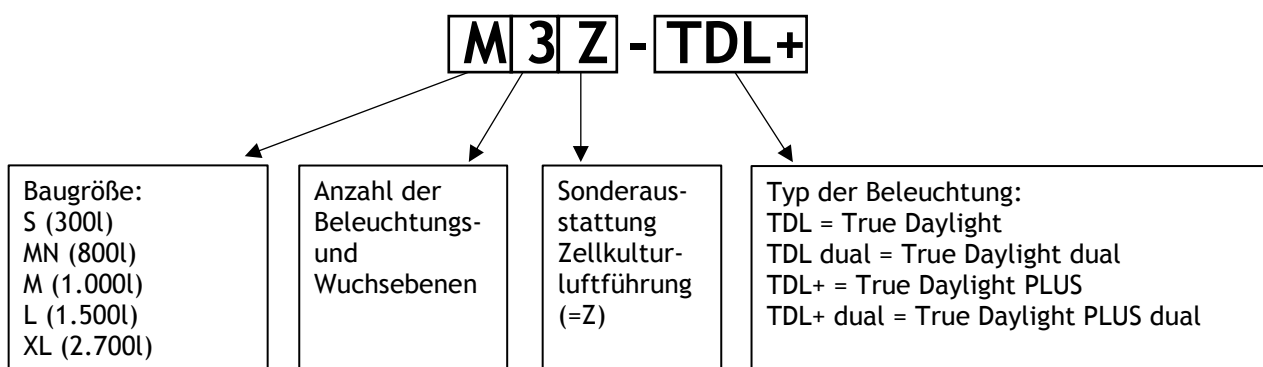 M 3 Z - TDL+
Baugröße:
S (300l)
MN (800l)
M (1.000l)
L (1.500l)
XL (2.700l)
Anzahl der
Beleuchtungs-
und
Wuchsebenen
Sonderaus-
stattung
Zellkultur-
luftführung
(=Z)
Typ der Beleuchtung:
TDL = True Daylight
TDL dual = True Daylight dual
TDL+ = True Daylight PLUS
TDL+ dual = True Daylight PLUS dual